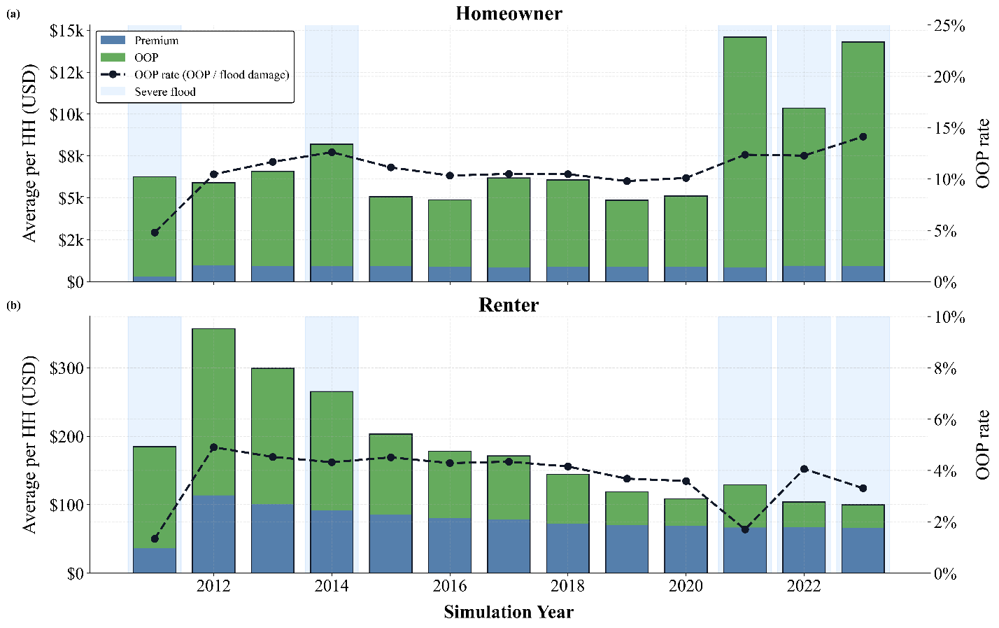 (a)
Homeowner
$15k
$12k
$10k
$8k
$5k
$2k
$0
Average per HH (USD)
Premium
OOP
OOP rate (OOP / flood damage)
Severe flood
25%
20%
15%
10%
5%
0%
OOP rate
(b)
Renter
$300
$200
$100
$0
Average per HH (USD)
10%
8%
6%
4%
2%
0%
OOP rate
2012 2014 2016 2018 2020 2022
Simulation Year